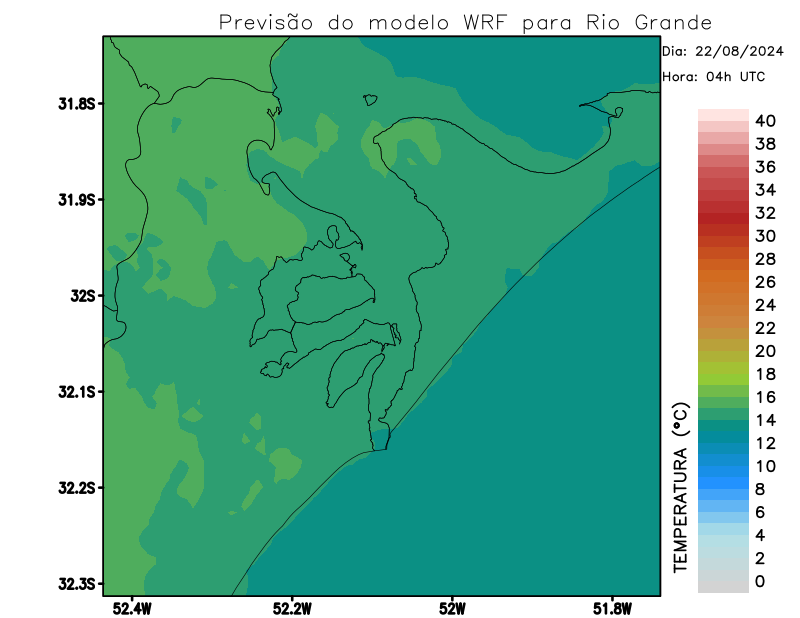 Previsão do modelo WRF para Rio Grande
Dia: 22/08/2024
Hora: 04h UTC
31.8S
31.9S
32S
32.1S
32.2S
32.3S
52.4W
52.2W
52W
51.8W
TEMPERATURA (°C)
40
38
36
34
32
30
28
26
24
22
20
18
16
14
12
10
8
6
4
2
0